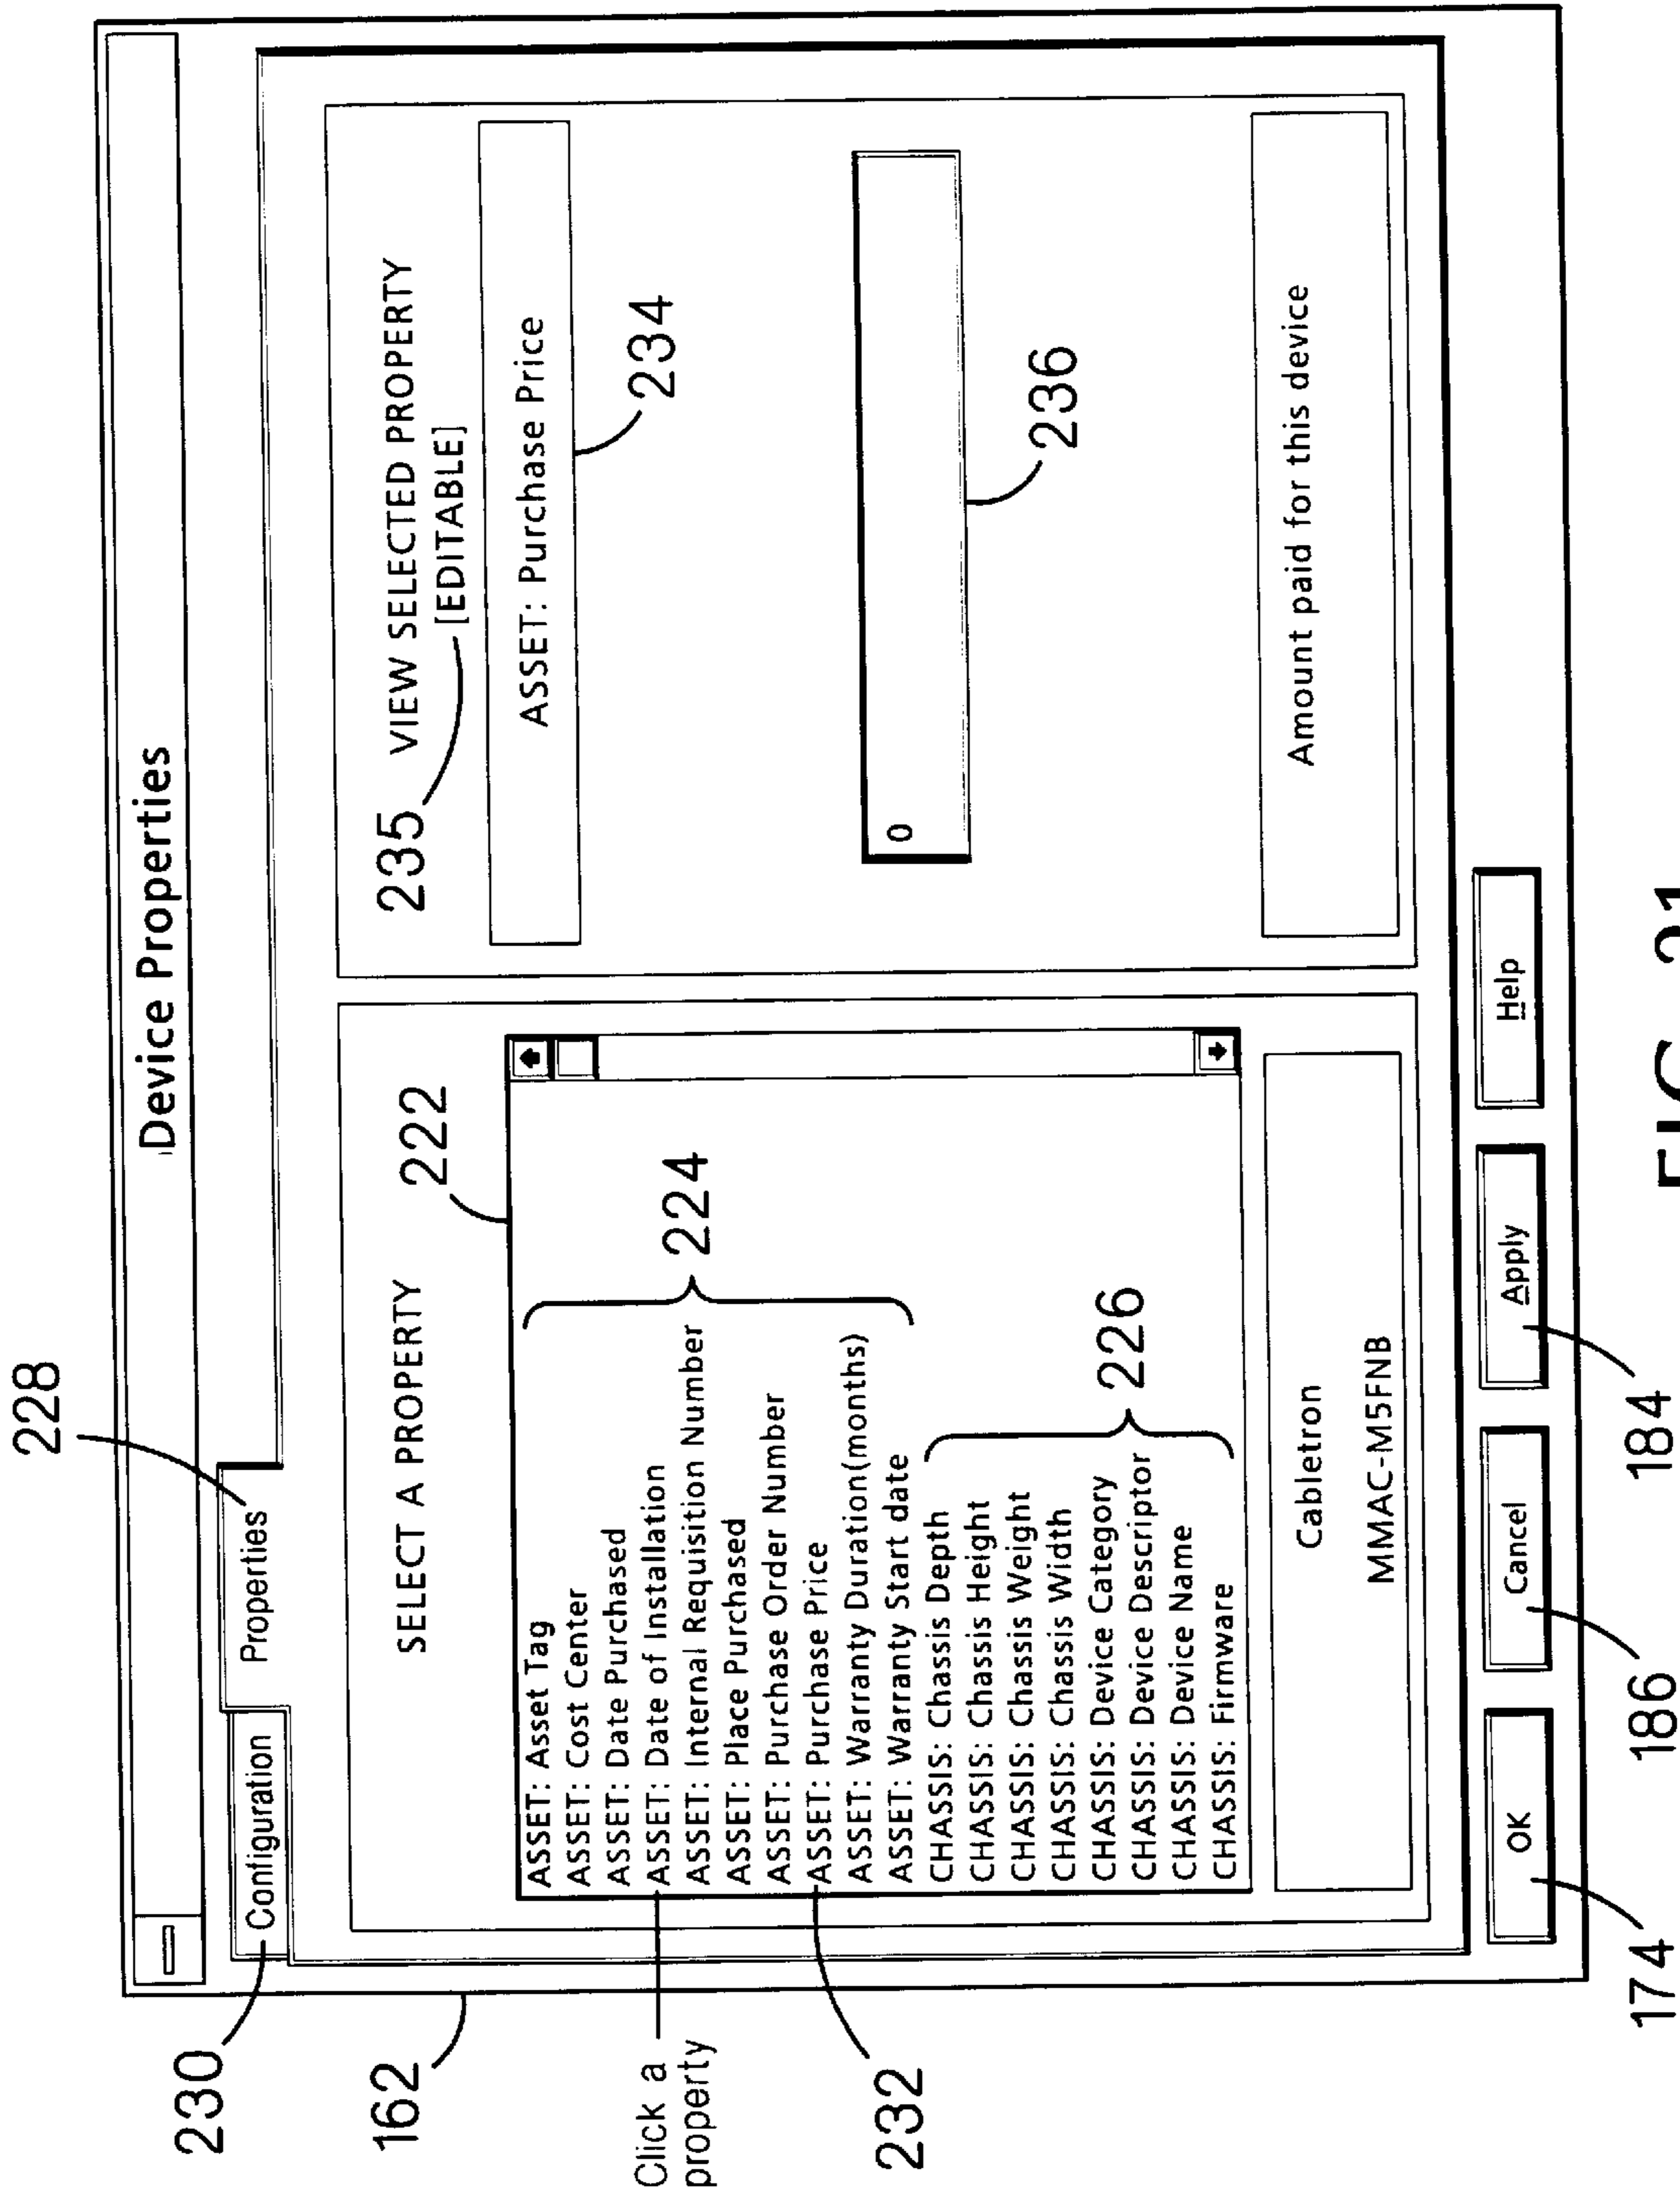 228
230
162
Device Properties
Configuration
Properties
SELECT A PROPERTY
222
ASSET: Asset Tag
ASSET: Cost Center
ASSET: Date Purchased
ASSET: Date of Installation
ASSET: Internal Requisition Number
ASSET: Place Purchased
ASSET: Purchase Order Number
ASSET: Purchase Price
ASSET: Warranty Duration(months)
ASSET: Warranty Start date
CHASSIS: Chassis Depth
CHASSIS: Chassis Height
CHASSIS: Chassis Weight
CHASSIS: Chassis Width
CHASSIS: Device Category
CHASSIS: Device Descriptor
CHASSIS: Device Name
CHASSIS: Firmware
224
226
Click a
property
232
Cabletron
MMAC-M5FNB
235
VIEW SELECTED PROPERTY
[EDITABLE]
ASSET: Purchase Price
234
0
236
Amount paid for this device
OK
Cancel
Apply
Help
174
186
184
FIG. 21